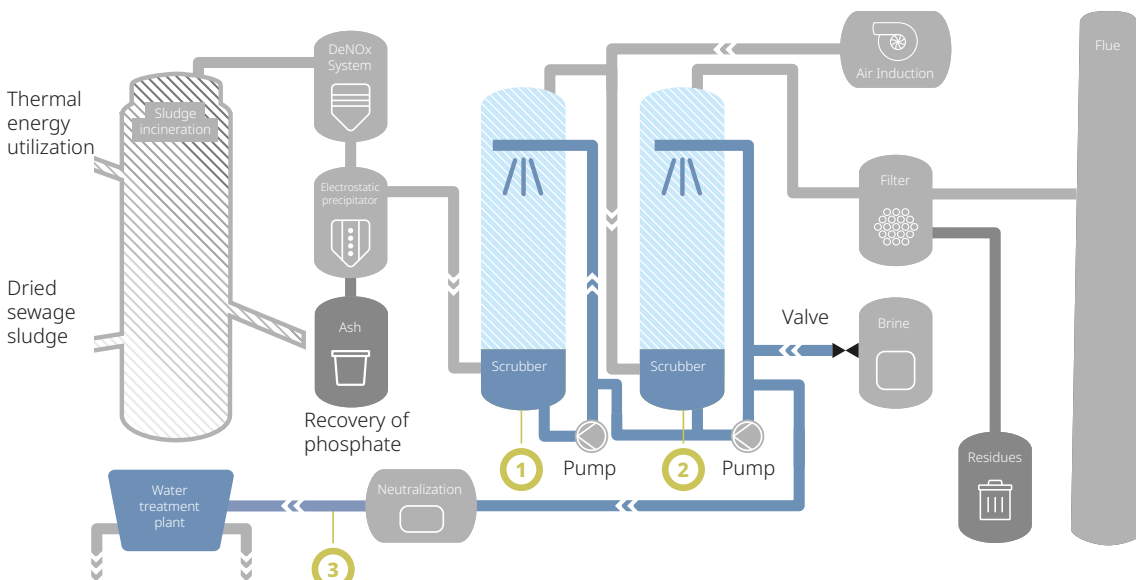 DeNOx
System
Air Induction
Flue
Thermal
energy
utilization
Sludge
incineration
Electrostatic
precipitator
Filter
Dried
sewage
sludge
Ash
Scrubber
Scrubber
Valve
Brine
Recovery of
phosphate
1
Pump
2
Pump
Residues
Water
treatment
plant
Neutralization
3